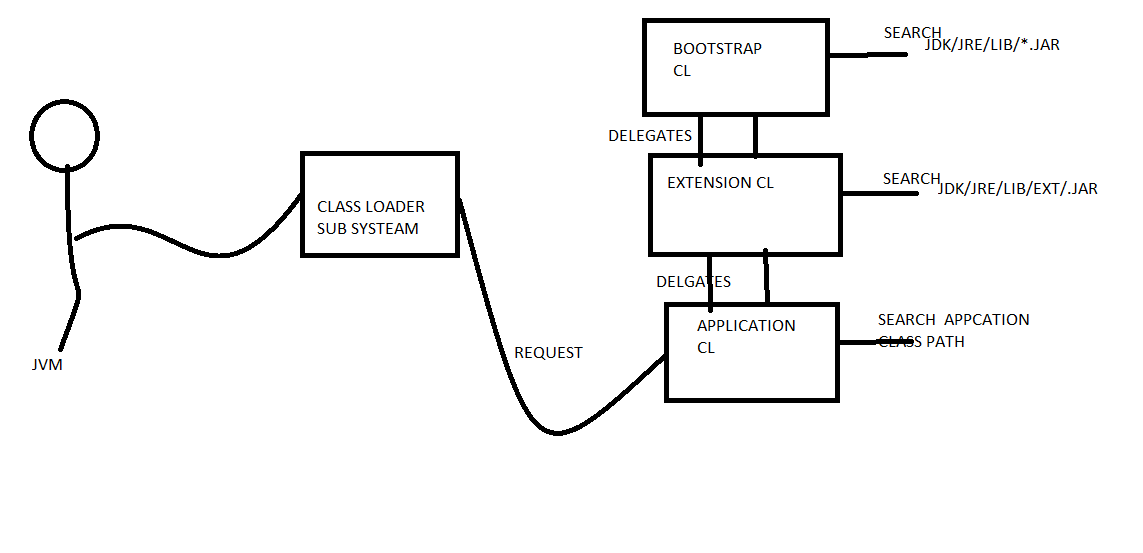 SEARCH
JDK/JRE/LIB/*.JAR
BOOTSTRAP
CL
DELEGATES
EXTENSION CL
SEARCH
JDK/JRE/LIB/EXT/.JAR
CLASS LOADER
SUB SYSTEAM
DELGATES
APPLICATION
CL
SEARCH APPCATION
CLASS PATH
REQUEST
JVM